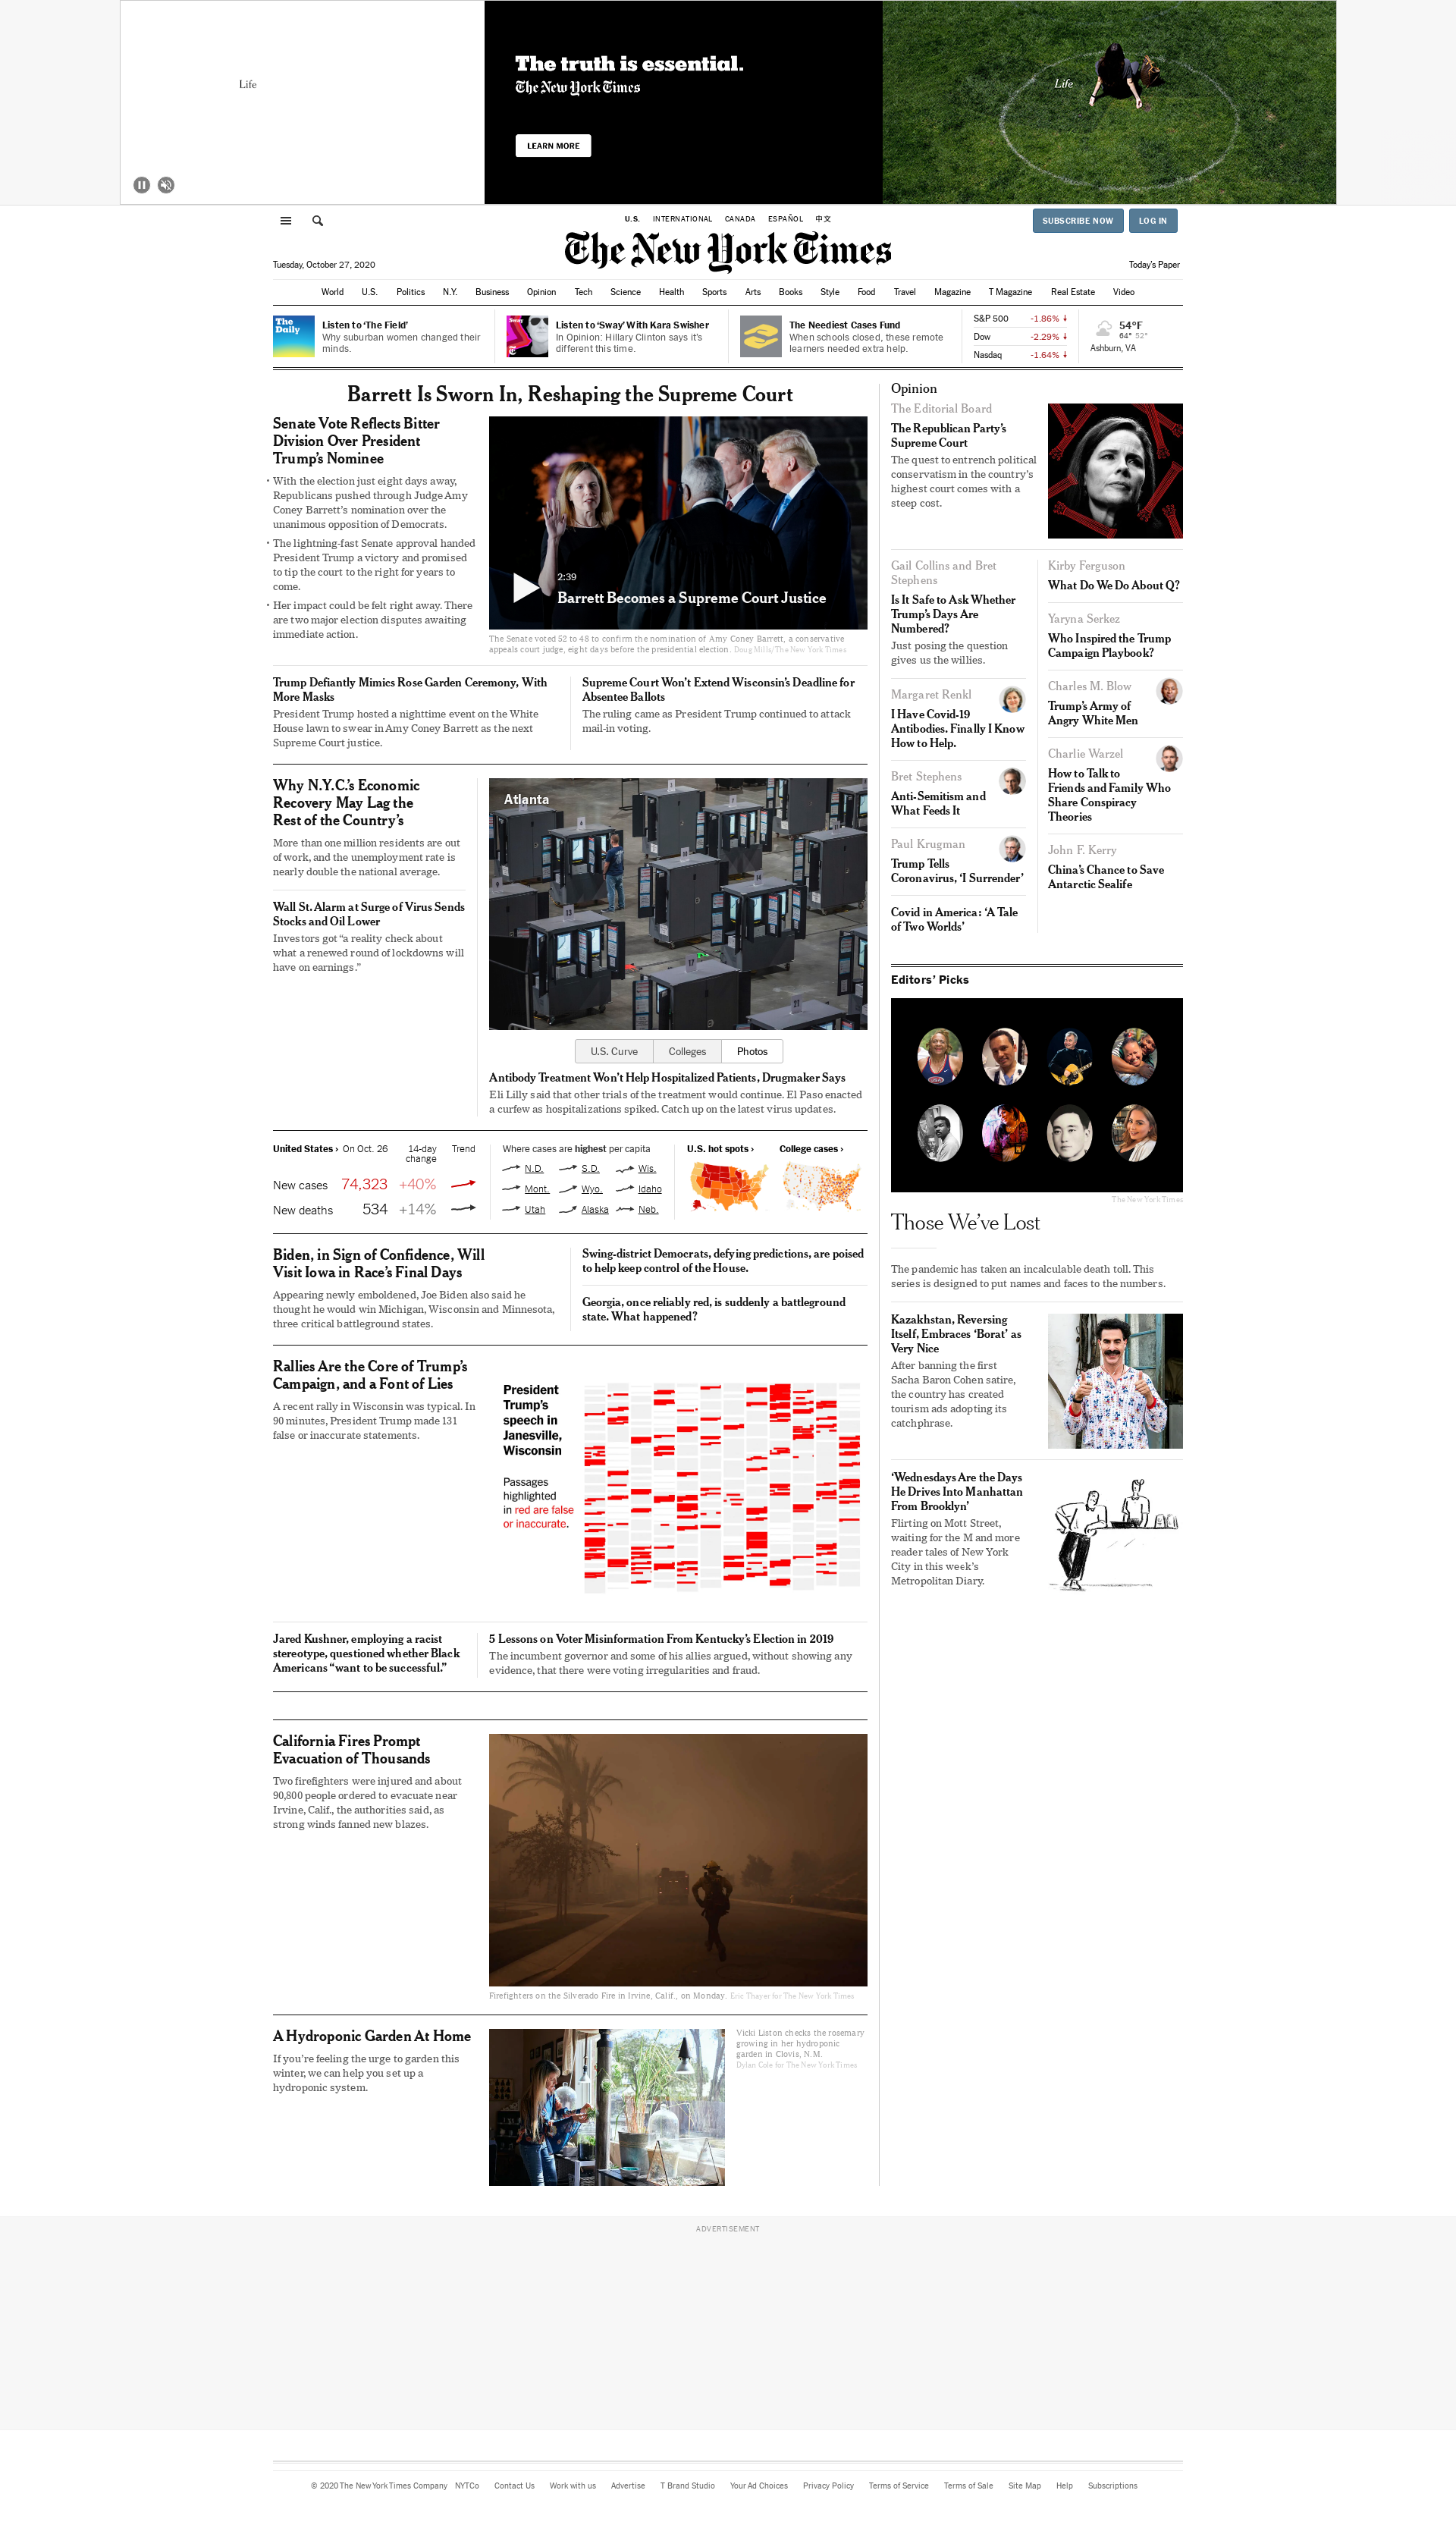 Life
The truth is essential.
The New York Times
LEARN MORE
Life
U.S. INTERNATIONAL CANADA ESPAÑOL 中文
SUBSCRIBE NOW LOG IN
The New York Times
Tuesday, October 27, 2020
Today's Paper
World U.S. Politics N.Y. Business Opinion Tech Science Health Sports Arts Books Style Food Travel Magazine T Magazine Real Estate Video
The
Daily
Listen to 'The Field'
Why suburban women changed their
minds.
Listen to 'Sway' With Kara Swisher
In Opinion: Hillary Clinton says it's
different this time.
The Neediest Cases Fund
When schools closed, these remote
learners needed extra help.
S&P 500 -1.86%
Dow -2.29%
Nasdaq -1.64%
54°F
64° 52°
Ashburn, VA
Barrett Is Sworn In, Reshaping the Supreme Court
Senate Vote Reflects Bitter
Division Over President
Trump's Nominee
• With the election just eight days away,
Republicans pushed through Judge Amy
Coney Barrett's nomination over the
unanimous opposition of Democrats.
• The lightning-fast Senate approval handed
President Trump a victory and promised
to tip the court to the right for years to
come.
• Her impact could be felt right away. There
are two major election disputes awaiting
immediate action.
2:39
Barrett Becomes a Supreme Court Justice
The Senate voted 52 to 48 to confirm the nomination of Amy Coney Barrett, a conservative
appeals court judge, eight days before the presidential election. Doug Mills/The New York Times
Trump Defiantly Mimics Rose Garden Ceremony, With
More Masks
President Trump hosted a nighttime event on the White
House lawn to swear in Amy Coney Barrett as the next
Supreme Court justice.
Supreme Court Won't Extend Wisconsin's Deadline for
Absentee Ballots
The ruling came as President Trump continued to attack
mail-in voting.
Why N.Y.C.'s Economic
Recovery May Lag the
Rest of the Country's
More than one million residents are out
of work, and the unemployment rate is
nearly double the national average.
Wall St. Alarm at Surge of Virus Sends
Stocks and Oil Lower
Investors got "a reality check about
what a renewed round of lockdowns will
have on earnings."
Atlanta
13
14
17
21
U.S. Curve Colleges Photos
Antibody Treatment Won't Help Hospitalized Patients, Drugmaker Says
Eli Lilly said that other trials of the treatment would continue. El Paso enacted
a curfew as hospitalizations spiked. Catch up on the latest virus updates.
United States › On Oct. 26 14-day
change Trend
New cases 74,323 +40%
New deaths 534 +14%
Where cases are highest per capita
N.D. S.D. Wis.
Mont. Wyo. Idaho
Utah Alaska Neb.
U.S. hot spots › College cases ›
Biden, in Sign of Confidence, Will
Visit Iowa in Race's Final Days
Appearing newly emboldened, Joe Biden also said he
thought he would win Michigan, Wisconsin and Minnesota,
three critical battleground states.
Swing-district Democrats, defying predictions, are poised
to help keep control of the House.
Georgia, once reliably red, is suddenly a battleground
state. What happened?
Rallies Are the Core of Trump's
Campaign, and a Font of Lies
A recent rally in Wisconsin was typical. In
90 minutes, President Trump made 131
false or inaccurate statements.
President
Trump's
speech in
Janesville,
Wisconsin
Passages
highlighted
in red are false
or inaccurate.
Jared Kushner, employing a racist
stereotype, questioned whether Black
Americans "want to be successful."
5 Lessons on Voter Misinformation From Kentucky's Election in 2019
The incumbent governor and some of his allies argued, without showing any
evidence, that there were voting irregularities and fraud.
California Fires Prompt
Evacuation of Thousands
Two firefighters were injured and about
90,800 people ordered to evacuate near
Irvine, Calif., the authorities said, as
strong winds fanned new blazes.
Firefighters on the Silverado Fire in Irvine, Calif., on Monday. Eric Thayer for The New York Times
A Hydroponic Garden At Home
If you're feeling the urge to garden this
winter, we can help you set up a
hydroponic system.
Vicki Liston checks the rosemary
growing in her hydroponic
garden in Clovis, N.M.
Dylan Cole for The New York Times
Opinion
The Editorial Board
The Republican Party's
Supreme Court
The quest to entrench political
conservatism in the country's
highest court comes with a
steep cost.
Gail Collins and Bret
Stephens
Is It Safe to Ask Whether
Trump's Days Are
Numbered?
Just posing the question
gives us the willies.
Margaret Renkl
I Have Covid-19
Antibodies. Finally I Know
How to Help.
Bret Stephens
Anti-Semitism and
What Feeds It
Paul Krugman
Trump Tells
Coronavirus, 'I Surrender'
Covid in America: 'A Tale
of Two Worlds'
Kirby Ferguson
What Do We Do About Q?
Yaryna Serkez
Who Inspired the Trump
Campaign Playbook?
Charles M. Blow
Trump's Army of
Angry White Men
Charlie Warzel
How to Talk to
Friends and Family Who
Share Conspiracy
Theories
John F. Kerry
China's Chance to Save
Antarctic Sealife
Editors' Picks
The New York Times
Those We've Lost
The pandemic has taken an incalculable death toll. This
series is designed to put names and faces to the numbers.
Kazakhstan, Reversing
Itself, Embraces 'Borat' as
Very Nice
After banning the first
Sacha Baron Cohen satire,
the country has created
tourism ads adopting its
catchphrase.
'Wednesdays Are the Days
He Drives Into Manhattan
From Brooklyn'
Flirting on Mott Street,
waiting for the M and more
reader tales of New York
City in this week's
Metropolitan Diary.
ADVERTISEMENT
© 2020 The New York Times Company NYTCo Contact Us Work with us Advertise T Brand Studio Your Ad Choices Privacy Policy Terms of Service Terms of Sale Site Map Help Subscriptions